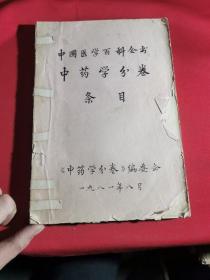 中国医学百科全书
中药学分卷
条目
《中药学分卷》编委会
一九八一年八月